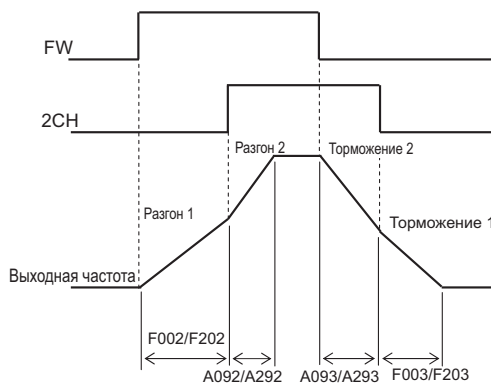 FW
2CH
Разгон 2
Торможение 2
Разгон 1
Торможение 1
Выходная частота
F002/F202
A092/A292
A093/A293
F003/F203